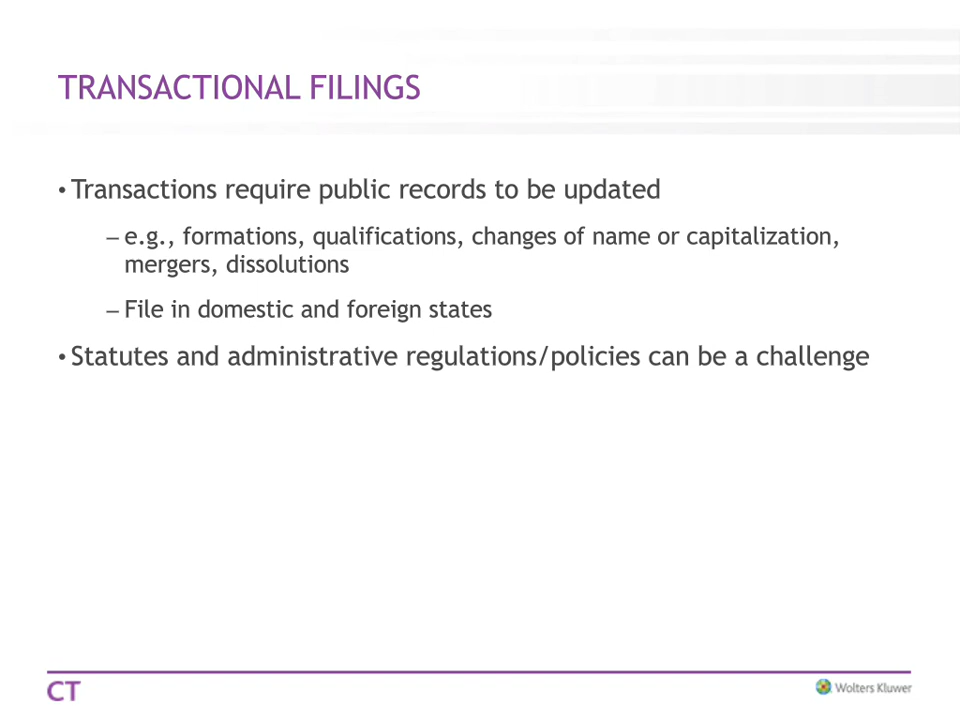 TRANSACTIONAL FILINGS
• Transactions require public records to be updated
– e.g., formations, qualifications, changes of name or capitalization,
mergers, dissolutions
– File in domestic and foreign states
• Statutes and administrative regulations/policies can be a challenge
CT
Wolters Kluwer